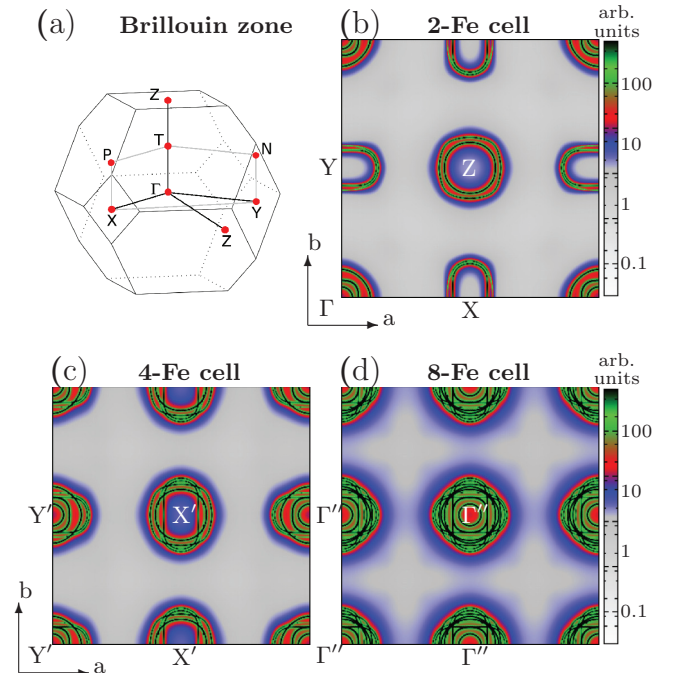 (a) Brillouin zone
Z
T
P
N
Γ
X
Y
Z
(b) 2-Fe cell
arb.
units
100
10
1
0.1
Y
Z
b
Γ
X
a
(c) 4-Fe cell
Y′
X′
b
Y′
X′
a
(d) 8-Fe cell
arb.
units
100
10
1
0.1
Γ′′
Γ′′
Γ′′
Γ′′